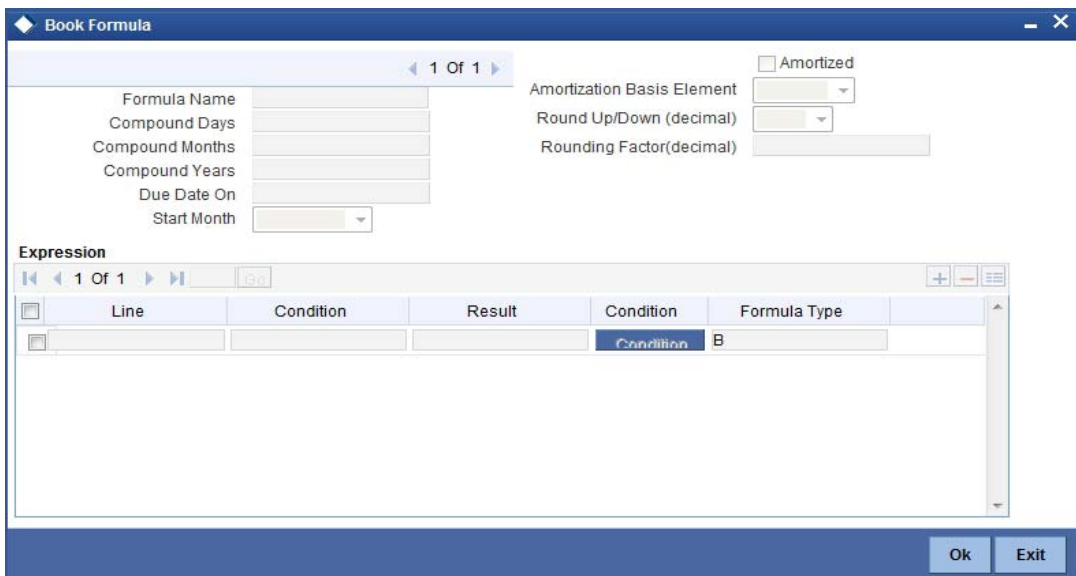 Book Formula
1 Of 1
Formula Name
Compound Days
Compound Months
Compound Years
Due Date On
Start Month
Amortized
Amortization Basis Element
Round Up/Down (decimal)
Rounding Factor(decimal)
Expression
1 Of 1 Go
Line Condition Result Condition Formula Type
Condition B
Ok Exit